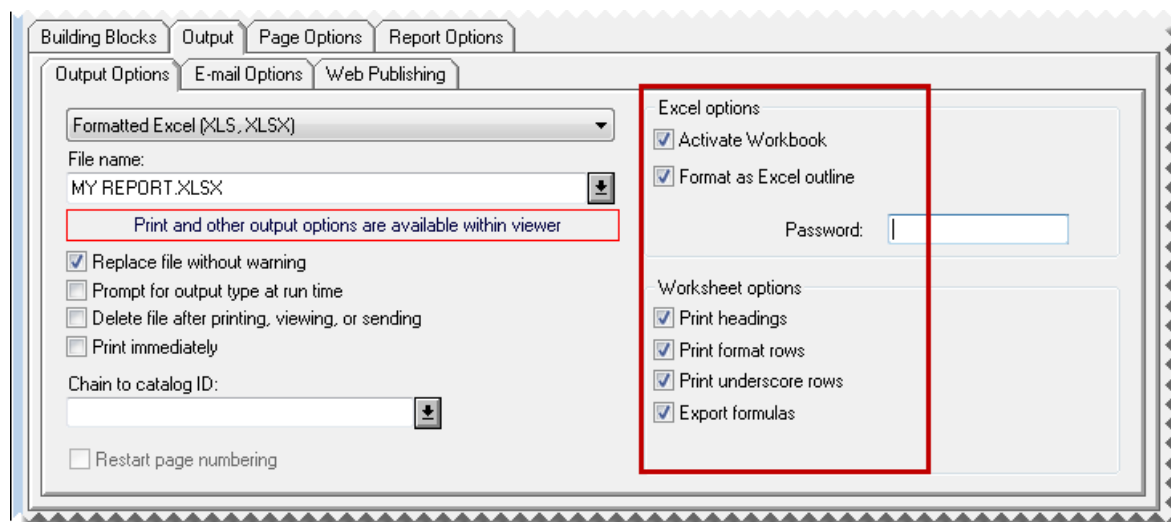 Building Blocks
Output
Page Options
Report Options
Output Options
E-mail Options
Web Publishing
Formatted Excel (XLS, XLSX)
File name:
MY REPORT.XLSX
Print and other output options are available within viewer
Replace file without warning
Prompt for output type at run time
Delete file after printing, viewing, or sending
Print immediately
Chain to catalog ID:
Restart page numbering
Excel options
Activate Workbook
Format as Excel outline
Password:
Worksheet options
Print headings
Print format rows
Print underscore rows
Export formulas